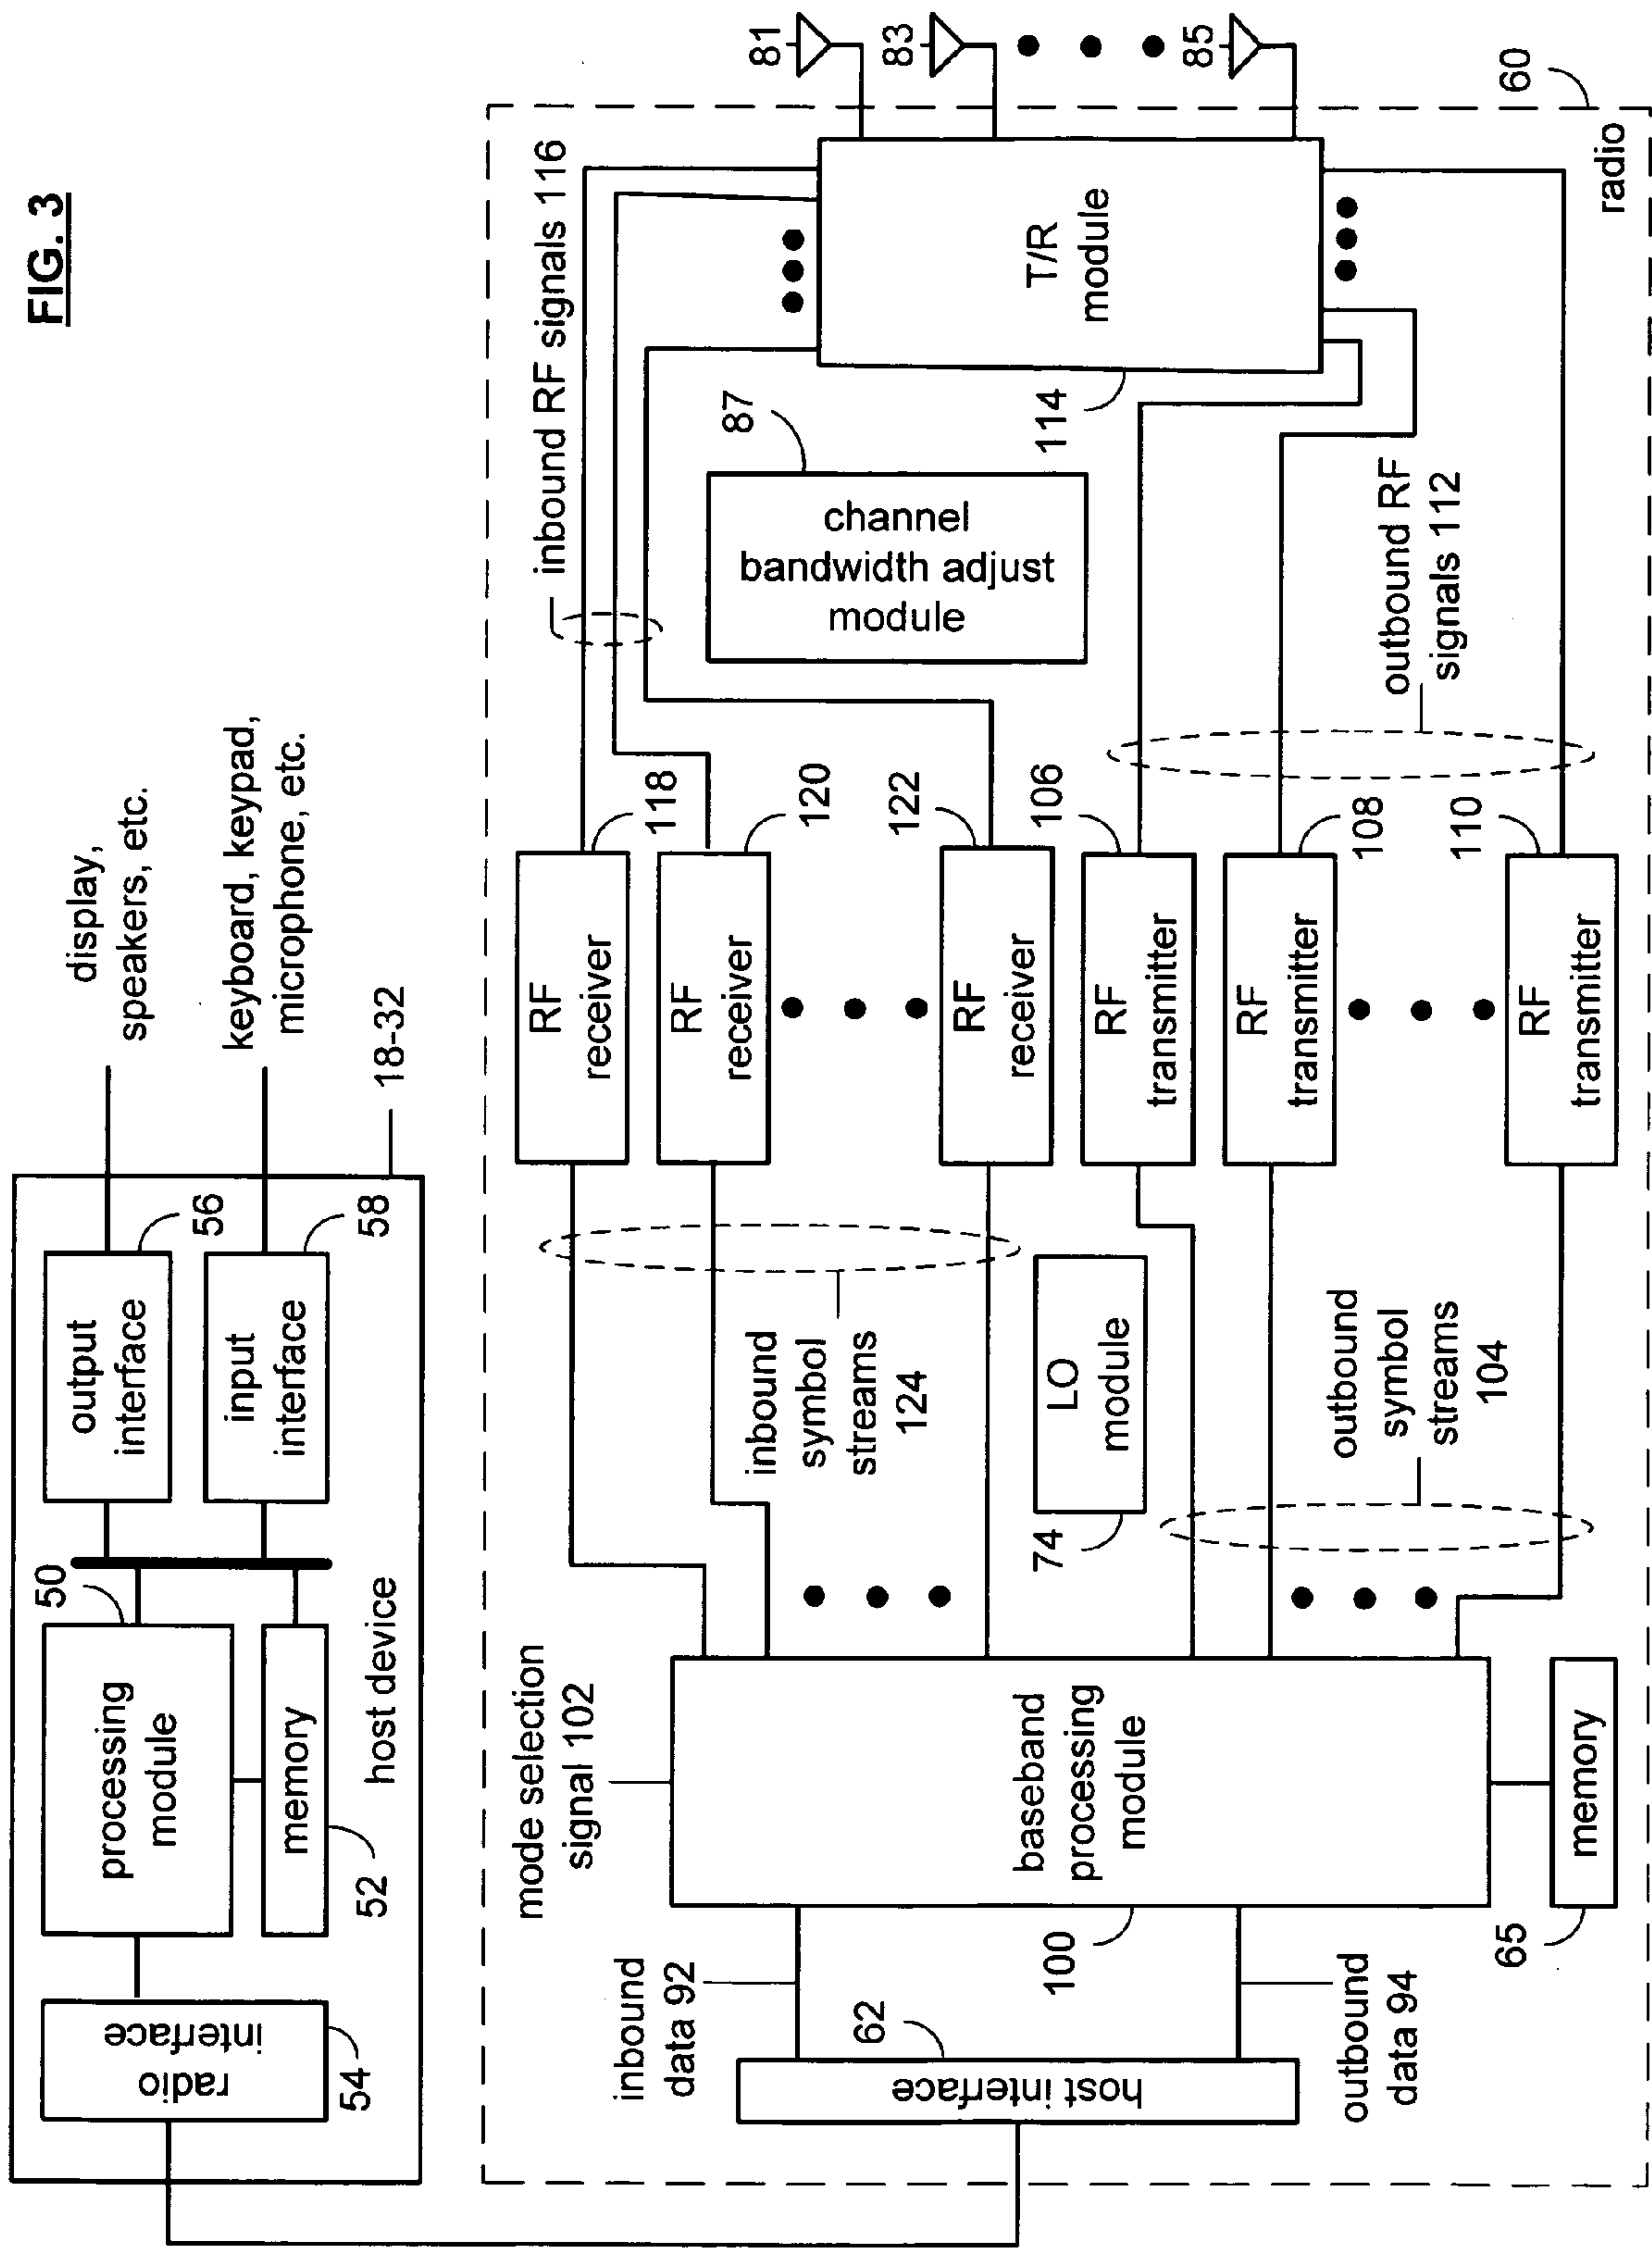 FIG. 3
display,
speakers, etc.
keyboard, keypad,
microphone, etc.
18-32
output
interface
56
input
interface
58
50
processing
module
memory
52
host device
radio
interface
54
radio
60
inbound RF signals 116
81
83
85
T/R
module
114
87
channel
bandwidth adjust
module
outbound RF
signals 112
RF
receiver
118
RF
receiver
120
RF
receiver
122
RF
transmitter
106
RF
transmitter
108
RF
transmitter
110
inbound
symbol
streams
124
LO
module
74
outbound
symbol
streams
104
mode selection
signal 102
baseband
processing
module
100
memory
65
inbound
data 92
62
host interface
outbound
data 94